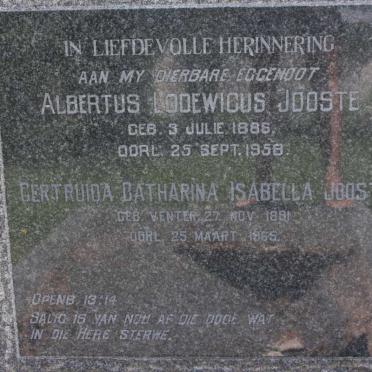 IN LIEFDEVOLLE HERINNERING
AAN MY DIERBARE EGGENOOT
ALBERTUS LODEWICUS JOOSTE
GEB. 3 JULIE 1886,
OORL. 25 SEPT. 1958.
GERTRUIDA CATHARINA ISABELLA JOOST
GEB. VENTER, 27 NOV. 1891
OORL. 25 MAART 1965.
OPENB. 13:14
SALIG IS VAN NOU AF DIE DODE WAT
IN DIE HERE STERWE.